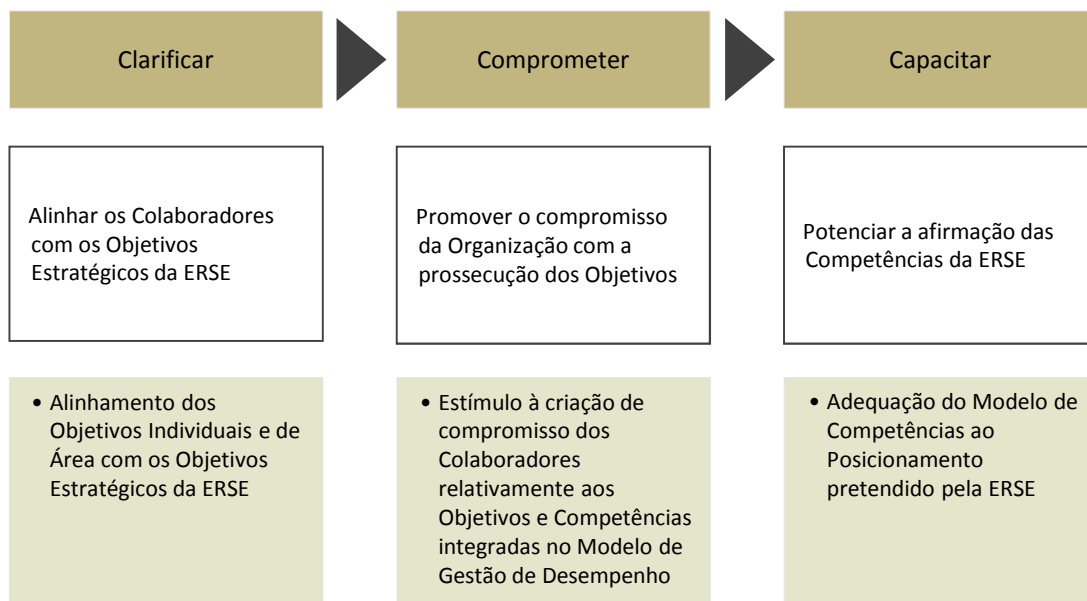 Clarificar
Comprometer
Capacitar
Alinhar os Colaboradores
com os Objetivos
Estratégicos da ERSE
Promover o compromisso
da Organização com a
prossecução dos Objetivos
Potenciar a afirmação das
Competências da ERSE
• Alinhamento dos
Objetivos Individuais e de
Área com os Objetivos
Estratégicos da ERSE
• Estímulo à criação de
compromisso dos
Colaboradores
relativamente aos
Objetivos e Competências
integradas no Modelo de
Gestão de Desempenho
• Adequação do Modelo de
Competências ao
Posicionamento
pretendido pela ERSE